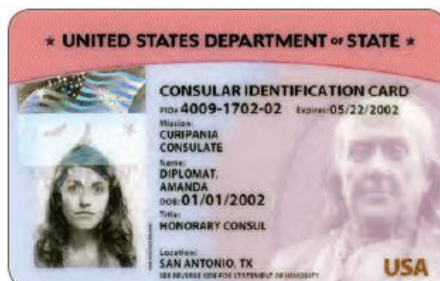 ★ UNITED STATES DEPARTMENT OF STATE ★
CONSULAR IDENTIFICATION CARD
PID# 4009-1702-02 Expires: 05/22/2002
Mission:
CURIPANIA
CONSULATE
Name:
DIPLOMAT,
AMANDA
DOB: 01/01/2002
Title:
HONORARY CONSUL
Location:
SAN ANTONIO, TX
SEE REVERSE SIDE FOR STATEMENT OF IMMUNITY
USA